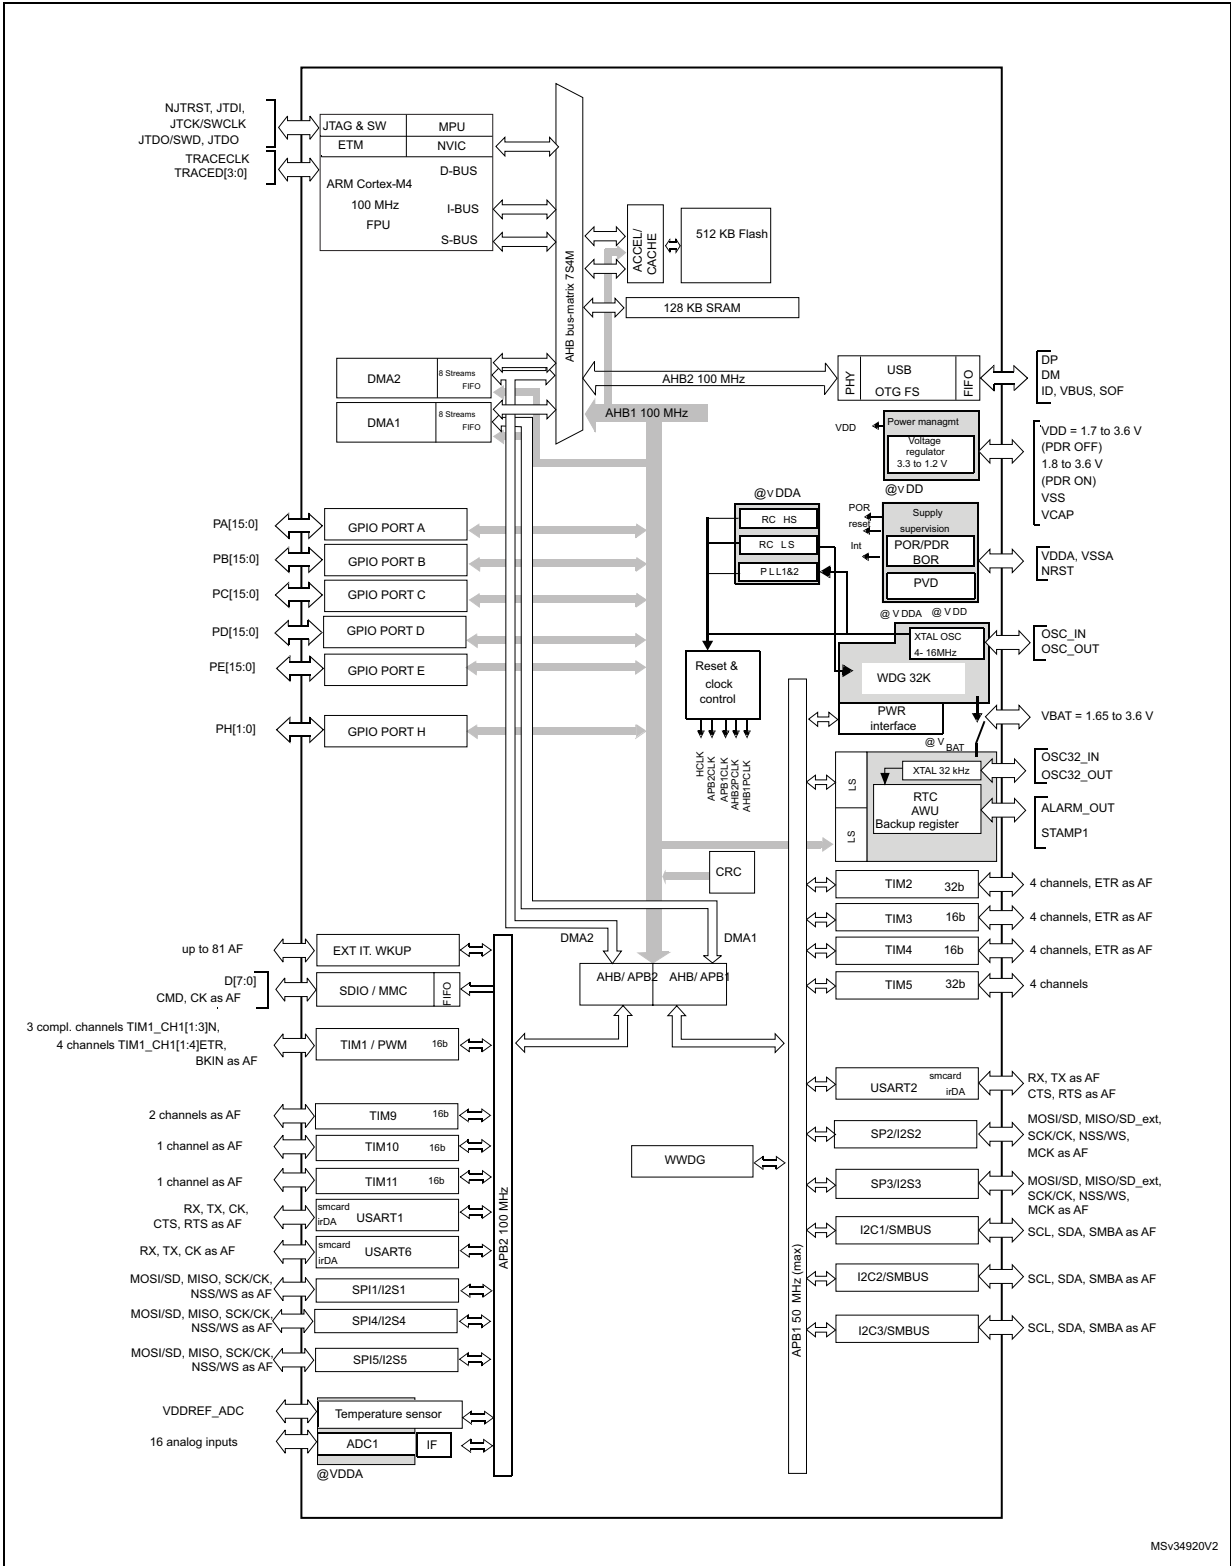 NJTRST, JTDI,
JTCK/SWCLK
JTDO/SWD, JTDO
TRACECLK
TRACED[3:0]
JTAG & SW
MPU
ETM
NVIC
D-BUS
ARM Cortex-M4
100 MHz
FPU
I-BUS
S-BUS
AHB bus-matrix 7S4M
ACCEL/
CACHE
512 KB Flash
128 KB SRAM
DMA2
8 Streams
FIFO
DMA1
8 Streams
FIFO
AHB2 100 MHz
AHB1 100 MHz
PHY
USB
OTG FS
FIFO
DP
DM
ID, VBUS, SOF
VDD
Power managmt
Voltage
regulator
3.3 to 1.2 V
@VDD
VDD = 1.7 to 3.6 V
(PDR OFF)
1.8 to 3.6 V
(PDR ON)
VSS
VCAP
@VDDA
RC HS
RC LS
PLL1&2
POR
reset
Int
Supply
supervision
POR/PDR
BOR
PVD
VDDA, VSSA
NRST
@VDDA @VDD
XTAL OSC
4- 16MHz
OSC_IN
OSC_OUT
WDG 32K
PWR
interface
VBAT = 1.65 to 3.6 V
@VBAT
Reset &
clock
control
HCLK
APB2CLK
APB1CLK
AHB2PCLK
AHB1PCLK
LS
LS
XTAL 32 kHz
RTC
AWU
Backup register
OSC32_IN
OSC32_OUT
ALARM_OUT
STAMP1
PA[15:0]
GPIO PORT A
PB[15:0]
GPIO PORT B
PC[15:0]
GPIO PORT C
PD[15:0]
GPIO PORT D
PE[15:0]
GPIO PORT E
PH[1:0]
GPIO PORT H
CRC
DMA2
DMA1
AHB/ APB2
AHB/ APB1
TIM2 32b
4 channels, ETR as AF
TIM3 16b
4 channels, ETR as AF
TIM4 16b
4 channels, ETR as AF
TIM5 32b
4 channels
up to 81 AF
EXT IT. WKUP
D[7:0]
CMD, CK as AF
SDIO / MMC
FIFO
3 compl. channels TIM1_CH1[1:3]N,
4 channels TIM1_CH1[1:4]ETR,
BKIN as AF
TIM1 / PWM 16b
2 channels as AF
TIM9 16b
1 channel as AF
TIM10 16b
1 channel as AF
TIM11 16b
RX, TX, CK,
CTS, RTS as AF
smcard
irDA
USART1
RX, TX, CK as AF
smcard
irDA
USART6
MOSI/SD, MISO, SCK/CK,
NSS/WS as AF
SPI1/I2S1
MOSI/SD, MISO, SCK/CK,
NSS/WS as AF
SPI4/I2S4
MOSI/SD, MISO, SCK/CK,
NSS/WS as AF
SPI5/I2S5
VDDREF_ADC
Temperature sensor
16 analog inputs
ADC1
IF
@VDDA
APB2 100 MHz
WWDG
APB1 50 MHz (max)
USART2
smcard
irDA
RX, TX as AF
CTS, RTS as AF
SP2/I2S2
MOSI/SD, MISO/SD_ext,
SCK/CK, NSS/WS,
MCK as AF
SP3/I2S3
MOSI/SD, MISO/SD_ext,
SCK/CK, NSS/WS,
MCK as AF
I2C1/SMBUS
SCL, SDA, SMBA as AF
I2C2/SMBUS
SCL, SDA, SMBA as AF
I2C3/SMBUS
SCL, SDA, SMBA as AF
MSv34920V2